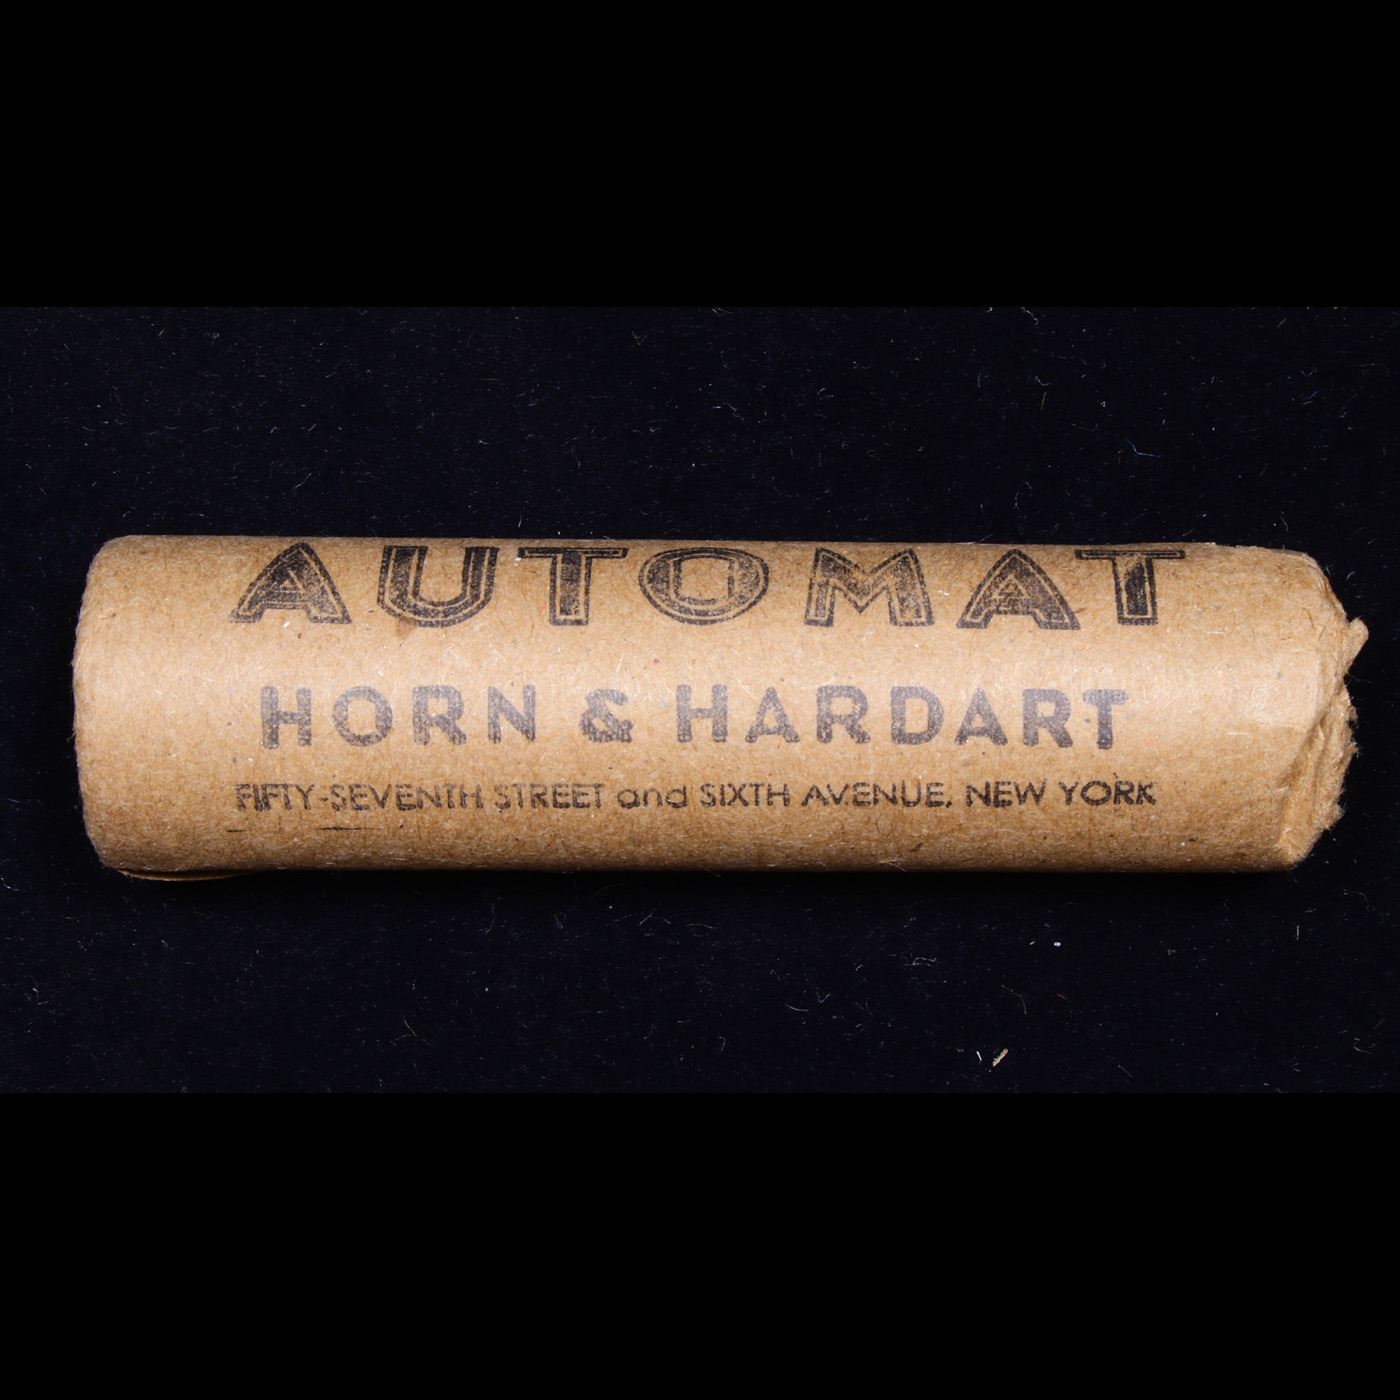 AUTOMAT
HORN & HARDART
FIFTY-SEVENTH STREET and SIXTH AVENUE, NEW YORK